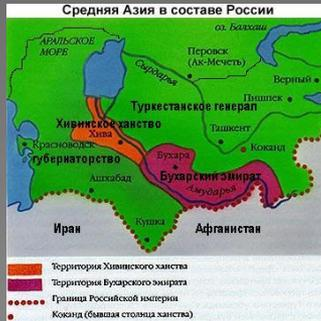 Средняя Азия в составе России
оз. Балхаш
АРАЛЬСКОЕ
МОРЕ
Перовск
(Ак-Мечеть)
Сырдарья
Верный
Пишпек
Туркестанское генерал
Хивинское ханство
Хива
Ташкент
Коканд
Красноводск
губернаторство
Бухара
Бухарский эмират
Ашхабад
Амударья
Кушка
Иран
Афганистан
Территория Хивинского ханства
Территория Бухарского эмирата
Граница Российской империи
Коканд (бывшая столица ханства)